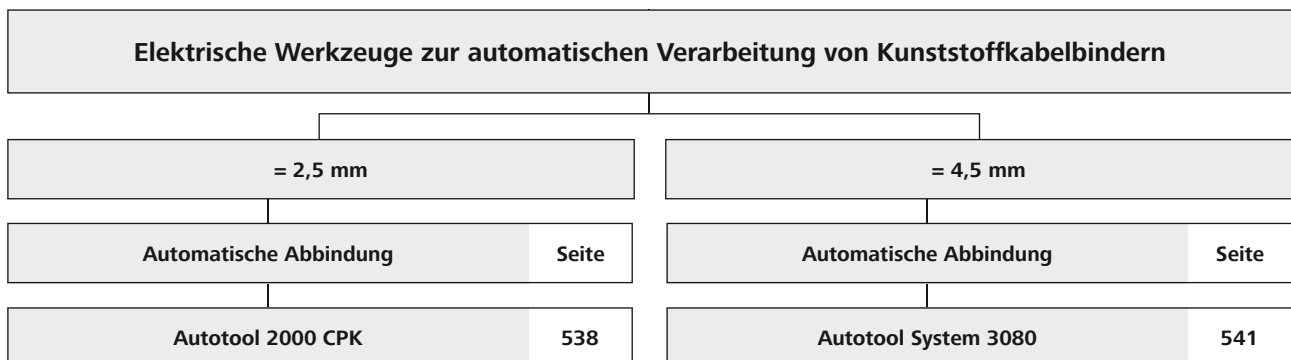 Elektrische Werkzeuge zur automatischen Verarbeitung von Kunststoffkabelbindern
= 2,5 mm
= 4,5 mm
Automatische Abbindung Seite
Automatische Abbindung Seite
Autotool 2000 CPK 538
Autotool System 3080 541